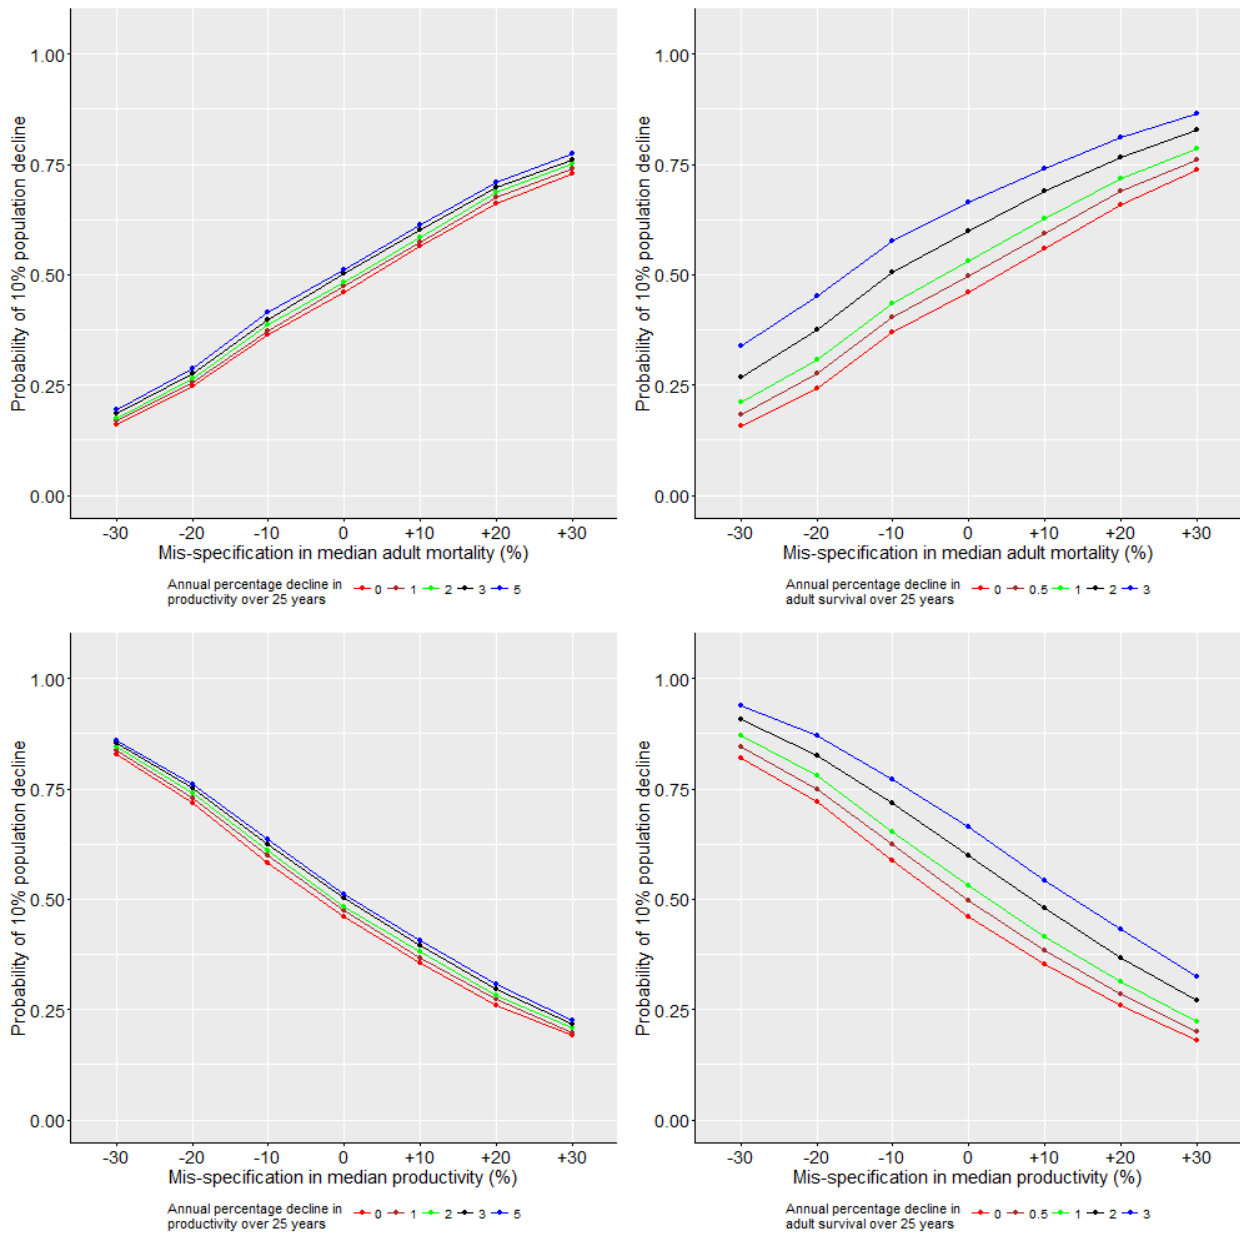 Probability of 10% population decline
1.00
0.75
0.50
0.25
0.00
-30 -20 -10 0 +10 +20 +30
Mis-specification in median adult mortality (%)
Annual percentage decline in
productivity over 25 years
0 1 2 3 5
Probability of 10% population decline
1.00
0.75
0.50
0.25
0.00
-30 -20 -10 0 +10 +20 +30
Mis-specification in median adult mortality (%)
Annual percentage decline in
adult survival over 25 years
0 0.5 1 2 3
Probability of 10% population decline
1.00
0.75
0.50
0.25
0.00
-30 -20 -10 0 +10 +20 +30
Mis-specification in median productivity (%)
Annual percentage decline in
productivity over 25 years
0 1 2 3 5
Probability of 10% population decline
1.00
0.75
0.50
0.25
0.00
-30 -20 -10 0 +10 +20 +30
Mis-specification in median productivity (%)
Annual percentage decline in
adult survival over 25 years
0 0.5 1 2 3